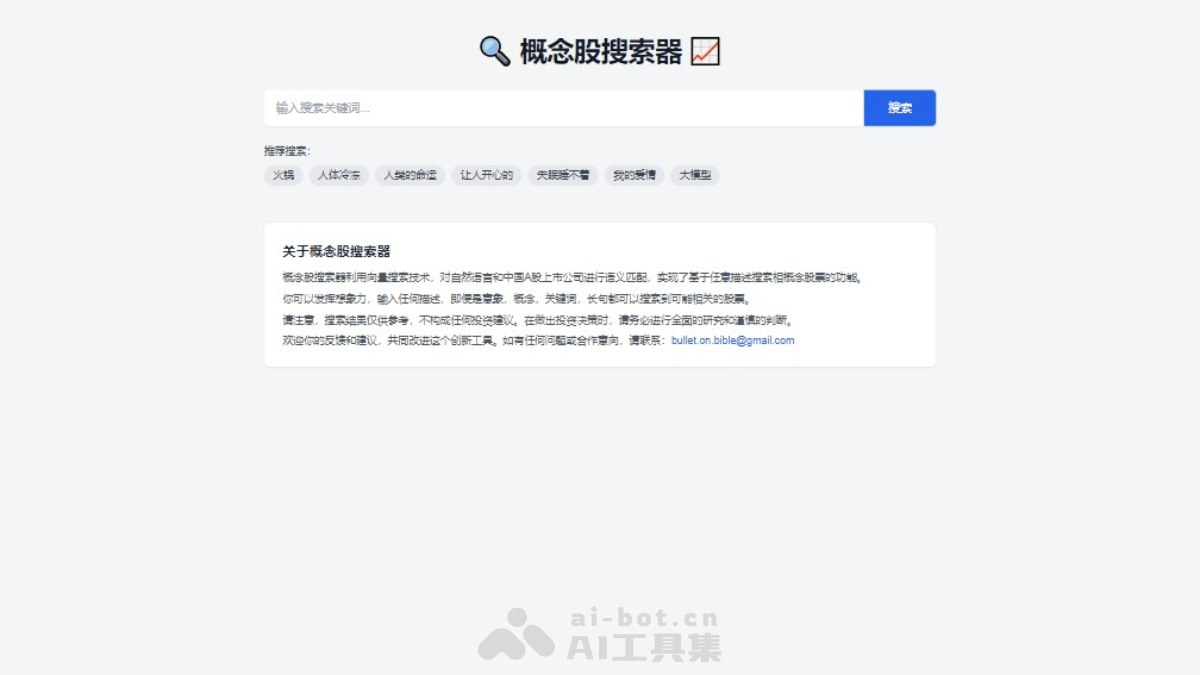 🔍 概念股搜索器 📈
输入搜索关键词...
搜索
推荐搜索:
火锅
人体冷冻
人类的命运
让人开心的
失眠睡不着
我的爱情
大模型
关于概念股搜索器
概念股搜索器利用向量搜索技术，对自然语言和中国A股上市公司进行语义匹配，实现了基于任意描述搜索相概念股票的功能。
你可以发挥想象力，输入任何描述，即便是意象、概念、关键词、长句都可以搜索到可能相关的股票。
请注意，搜索结果仅供参考，不构成任何投资建议。在做出投资决策时，请务必进行全面的研究和谨慎的判断。
欢迎你的反馈和建议，共同改进这个创新工具。如有任何问题或合作意向，请联系：bullet.on.bible@gmail.com
ai-bot.cn
AI工具集